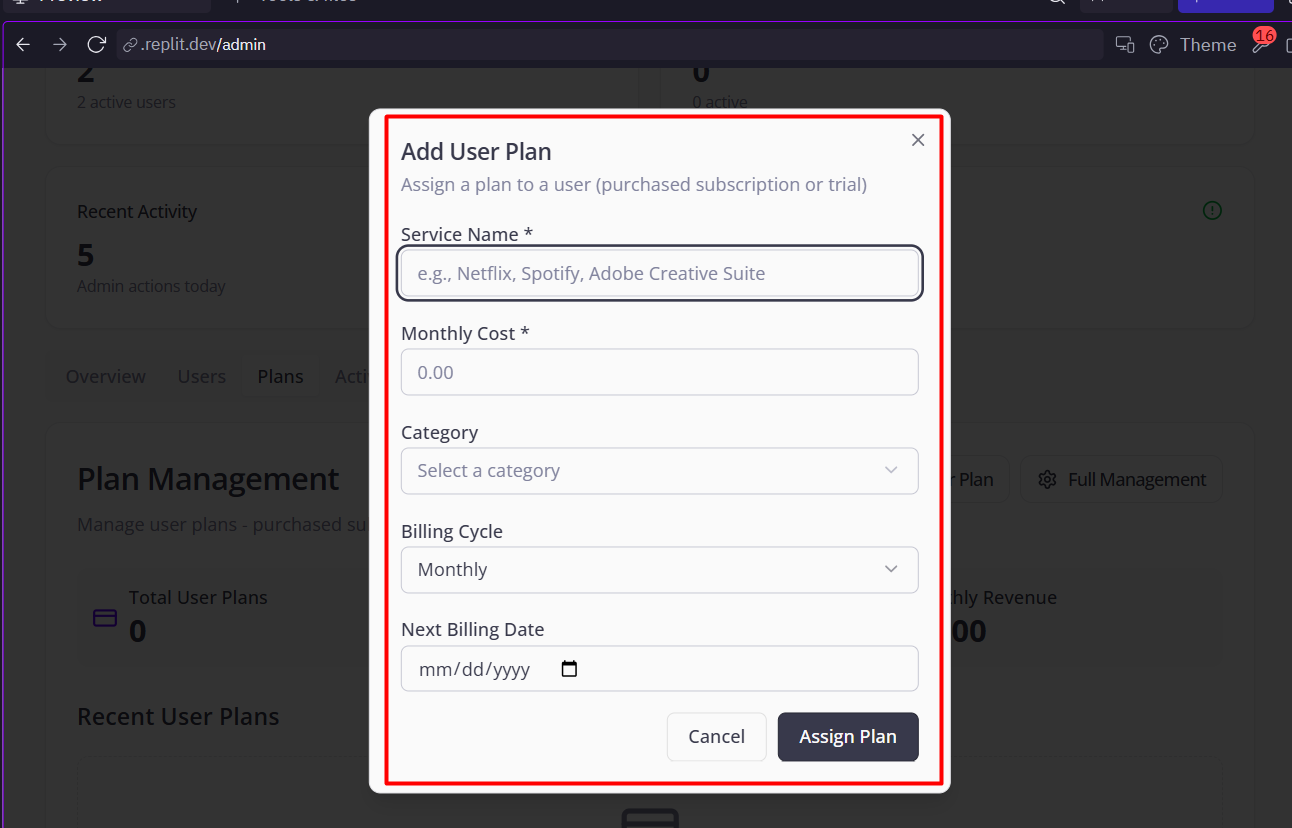 .replit.dev/admin
Theme
16
2
0
2 active users
0 active
Recent Activity
5
Admin actions today
Overview
Users
Plans
Plan Management
Manage user plans - purchased
Plan
Full Management
Total User Plans
0
Revenue
00
Recent User Plans
Add User Plan
Assign a plan to a user (purchased subscription or trial)
Service Name *
e.g., Netflix, Spotify, Adobe Creative Suite
Monthly Cost *
0.00
Category
Select a category
Billing Cycle
Monthly
Next Billing Date
mm/dd/yyyy
Cancel
Assign Plan